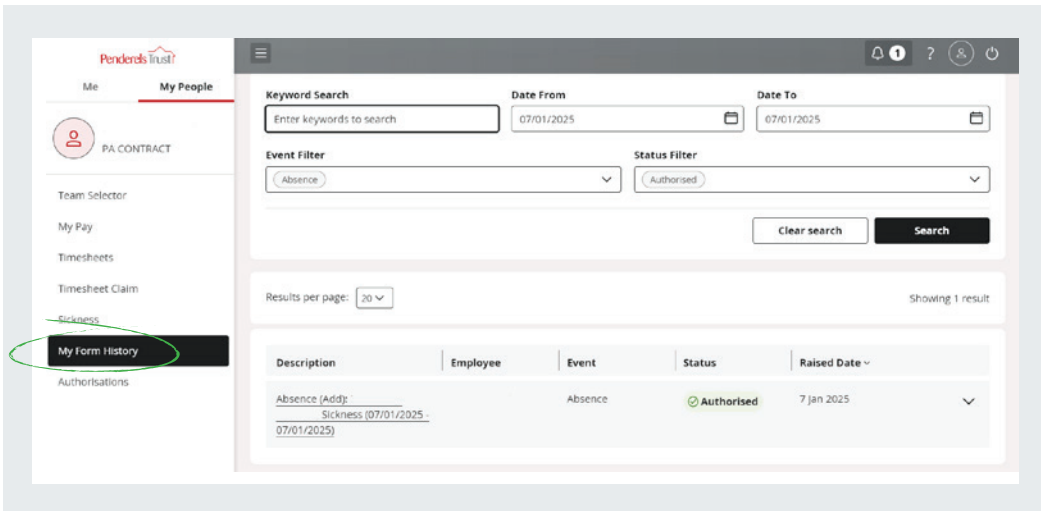 Penderels Trust
1
?
Me
My People
PA CONTRACT
Team Selector
My Pay
Timesheets
Timesheet Claim
Sickness
My Form History
Authorisations
Keyword Search
Date From
Date To
Enter keywords to search
07/01/2025
07/01/2025
Event Filter
Status Filter
Absence
Authorised
Clear search
Search
Results per page:
20
Showing 1 result
Description
Employee
Event
Status
Raised Date
Absence (Add):
Absence
Authorised
7 Jan 2025
Sickness (07/01/2025 -
07/01/2025)